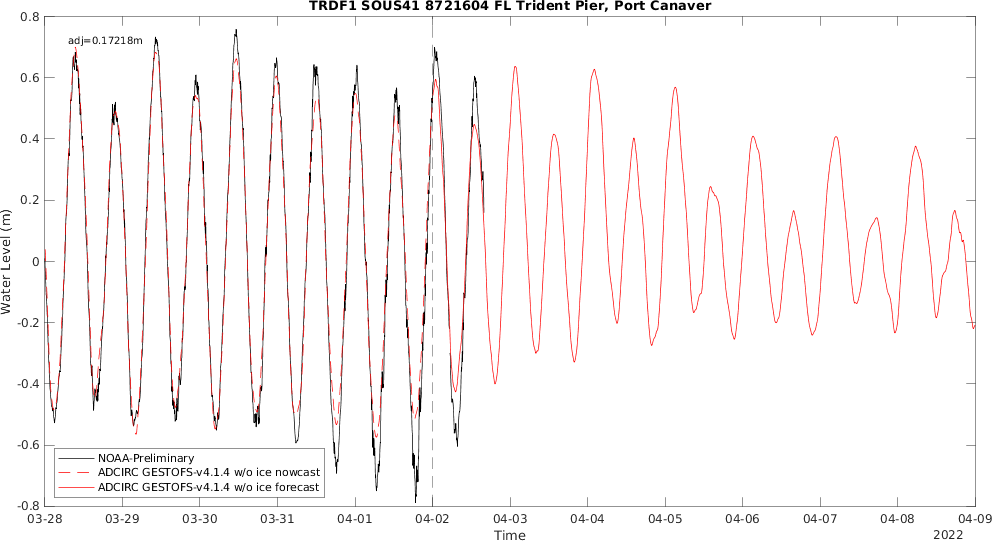 TRDF1 SOUS41 8721604 FL Trident Pier, Port Canaver
adj=0.17218m
0.8
0.6
0.4
0.2
0
-0.2
-0.4
-0.6
-0.8
Water Level (m)
NOAA-Preliminary
ADCIRC GESTOFS-v4.1.4 w/o ice nowcast
ADCIRC GESTOFS-v4.1.4 w/o ice forecast
03-28 03-29 03-30 03-31 04-01 04-02 04-03 04-04 04-05 04-06 04-07 04-08 04-09
Time
2022